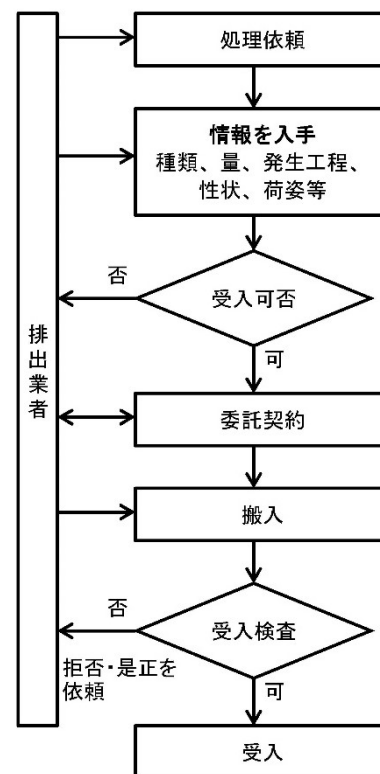 処理依頼
情報を入手
種類、量、発生工程、
性状、荷姿等
否
受入可否
可
排出業者
委託契約
搬入
否
受入検査
拒否・是正を
依頼
可
受入